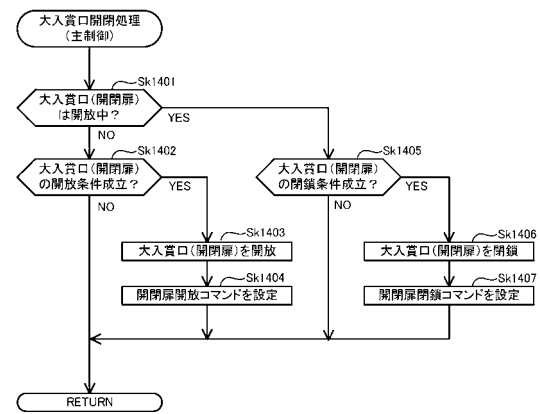 大入賞口開閉処理
(主制御)
Sk1401
大入賞口(開閉扉)
は開放中？
YES
NO
Sk1402
大入賞口(開閉扉)
の開放条件成立？
YES
NO
Sk1405
大入賞口(開閉扉)
の閉鎖条件成立？
YES
NO
Sk1403
大入賞口(開閉扉)を開放
Sk1404
開閉扉開放コマンドを設定
Sk1406
大入賞口(開閉扉)を閉鎖
Sk1407
開閉扉閉鎖コマンドを設定
RETURN